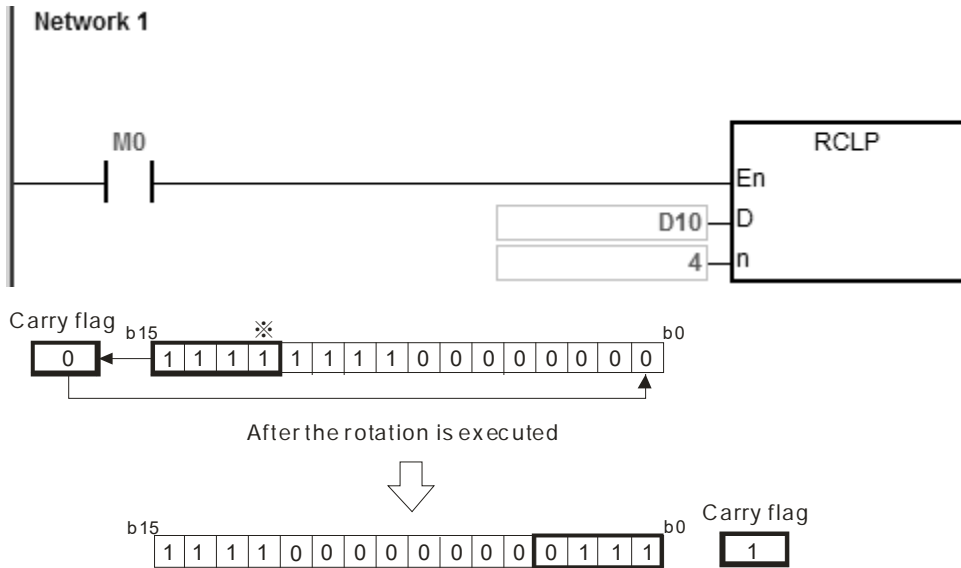 Network 1
M0
RCLP
En
D10 D
4 n
Carry flag b15 ※ b0
0 1 1 1 1 1 1 1 1 0 0 0 0 0 0 0 0
After the rotation is executed
b15 b0 Carry flag
1 1 1 1 0 0 0 0 0 0 0 0 0 1 1 1 1